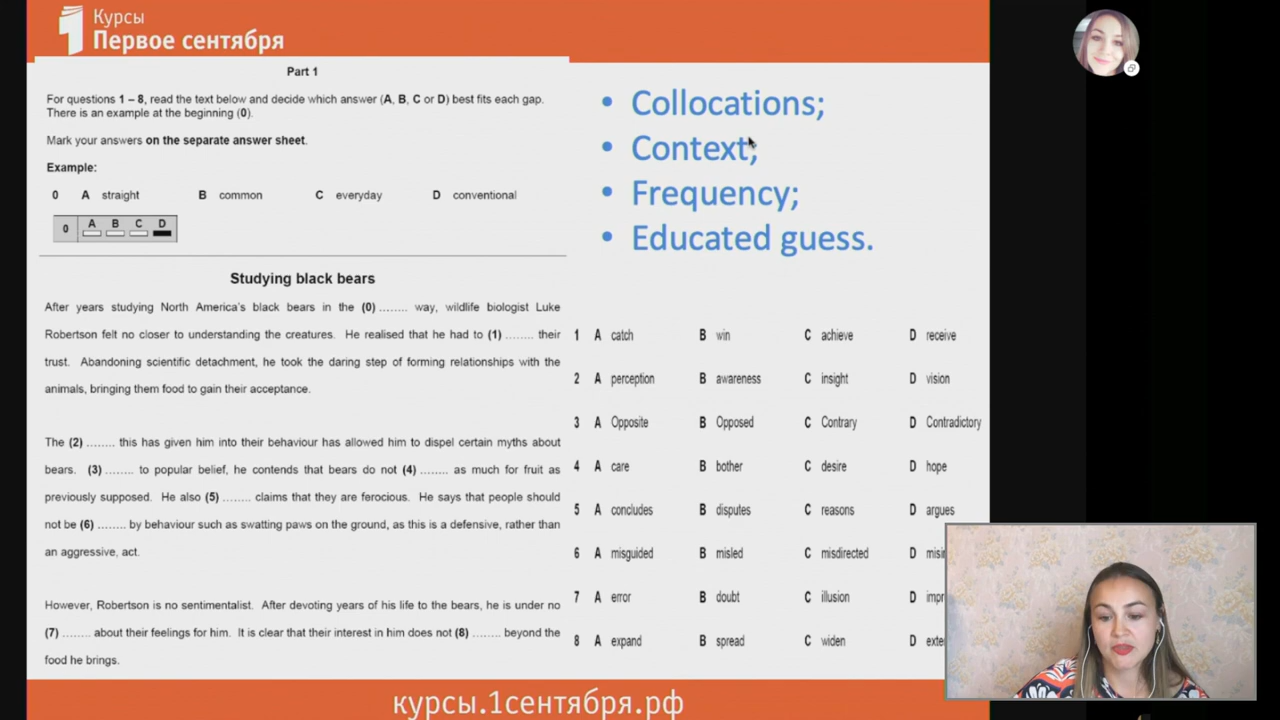 Курсы
Первое сентября
Part 1
For questions 1 – 8, read the text below and decide which answer (A, B, C or D) best fits each gap.
There is an example at the beginning (0).
Mark your answers on the separate answer sheet.
Example:
0 A straight B common C everyday D conventional
0 A B C D
Studying black bears
After years studying North America's black bears in the (0) ........ way, wildlife biologist Luke
Robertson felt no closer to understanding the creatures. He realised that he had to (1) ........ their
trust. Abandoning scientific detachment, he took the daring step of forming relationships with the
animals, bringing them food to gain their acceptance.
The (2) ........ this has given him into their behaviour has allowed him to dispel certain myths about
bears. (3) ........ to popular belief, he contends that bears do not (4) ........ as much for fruit as
previously supposed. He also (5) ........ claims that they are ferocious. He says that people should
not be (6) ........ by behaviour such as swatting paws on the ground, as this is a defensive, rather than
an aggressive, act.
However, Robertson is no sentimentalist. After devoting years of his life to the bears, he is under no
(7) ........ about their feelings for him. It is clear that their interest in him does not (8) ........ beyond the
food he brings.
• Collocations;
• Context;
• Frequency;
• Educated guess.
1 A catch B win C achieve D receive
2 A perception B awareness C insight D vision
3 A Opposite B Opposed C Contrary D Contradictory
4 A care B bother C desire D hope
5 A concludes B disputes C reasons D argues
6 A misguided B misled C misdirected D
7 A error B doubt C illusion D
8 A expand B spread C widen D
курсы.1сентября.рф